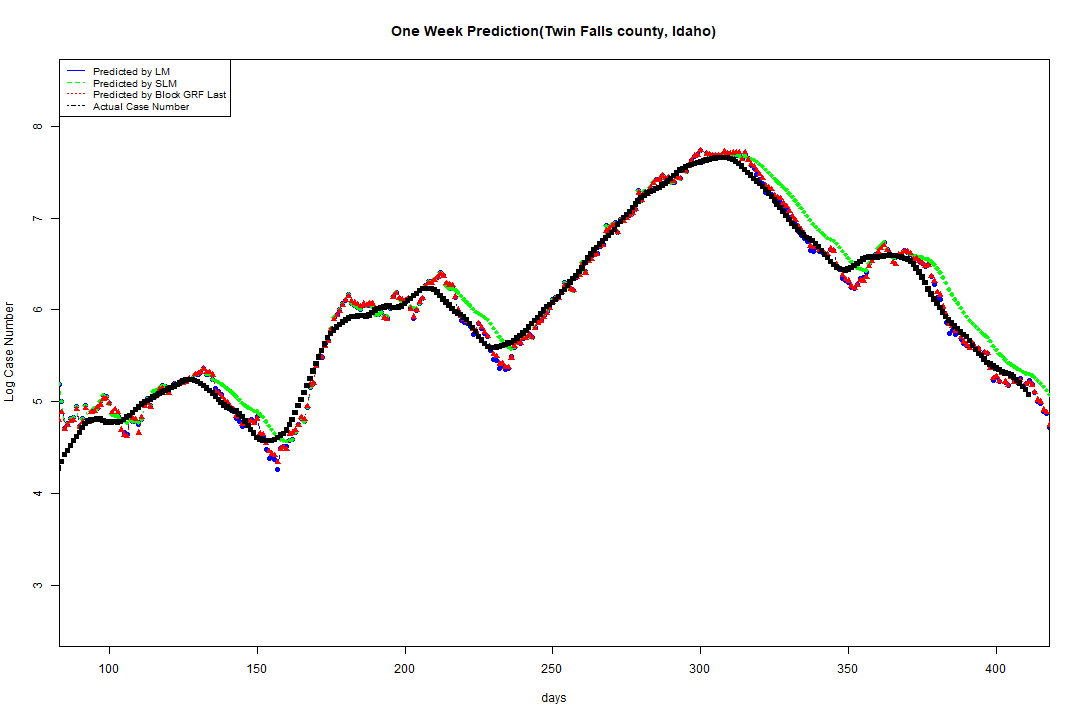 One Week Prediction(Twin Falls county, Idaho)
Predicted by LM
Predicted by SLM
Predicted by Block GRF Last
Actual Case Number
8
7
6
5
4
3
Log Case Number
100 150 200 250 300 350 400
days